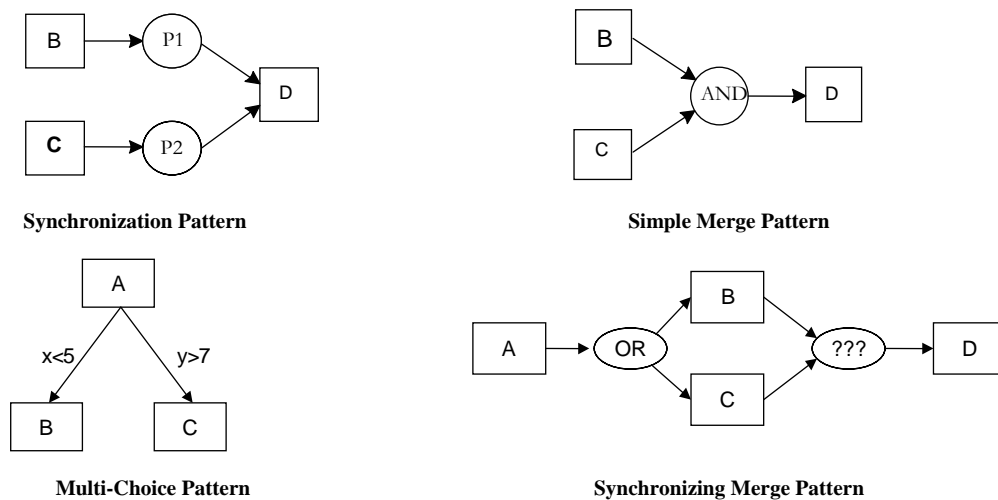 B
P1
D
C
P2
Synchronization Pattern
B
AND
D
C
Simple Merge Pattern
A
x<5
y>7
B
C
Multi-Choice Pattern
A
OR
B
C
???
D
Synchronizing Merge Pattern